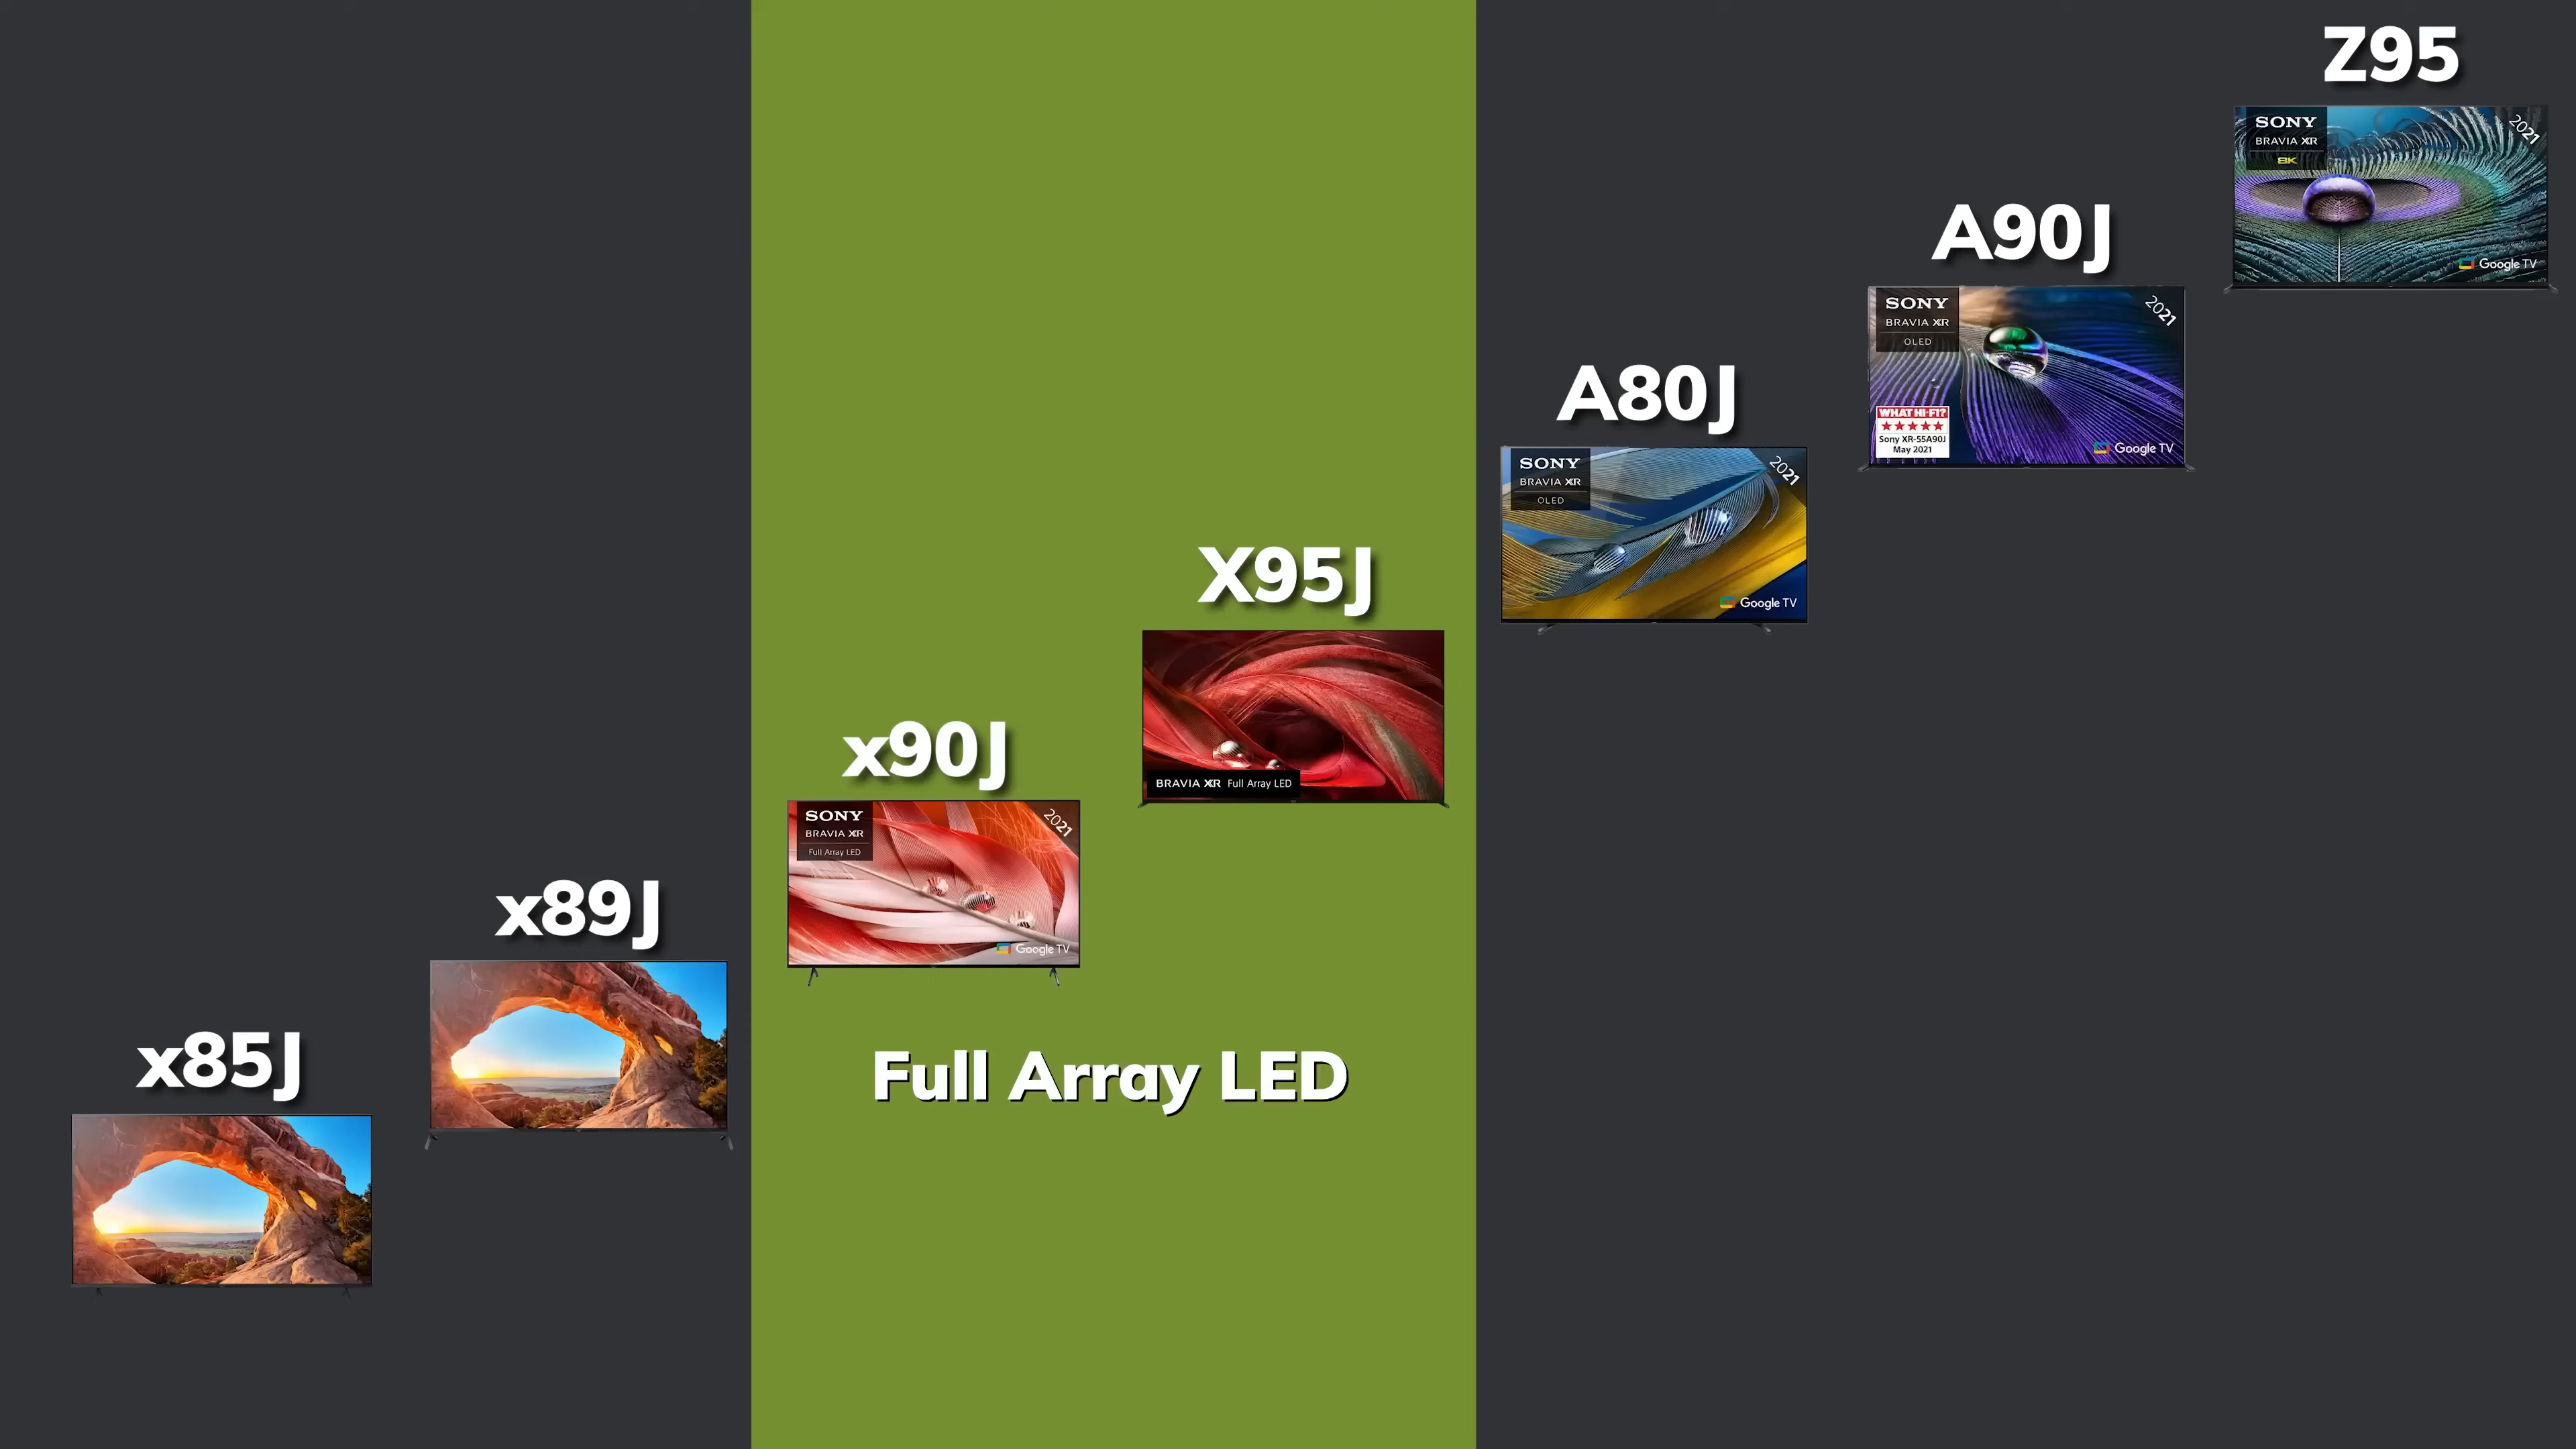 Z95
SONY
BRAVIA XR
8K
2021
Google TV
A90J
SONY
BRAVIA XR
OLED
2021
WHAT HI-FI?
Sony XR-55A90J
May 2021
Google TV
A80J
SONY
BRAVIA XR
OLED
2021
Google TV
X95J
BRAVIA XR Full Array LED
x90J
SONY
BRAVIA XR
Full Array LED
2021
Google TV
x89J
x85J
Full Array LED